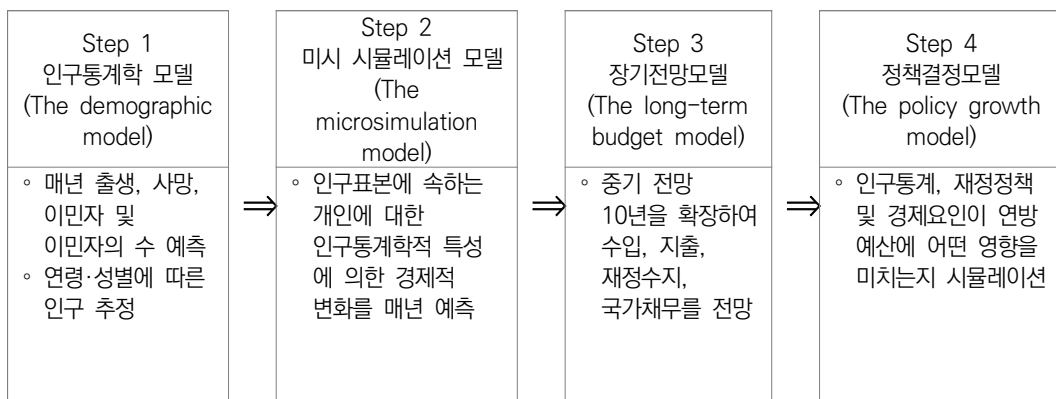 Step 1
인구통계학 모델
(The demographic
model)
◦ 매년 출생, 사망,
이민자 및
이민자의 수 예측
◦ 연령·성별에 따른
인구 추정
⇒
Step 2
미시 시뮬레이션 모델
(The
microsimulation
model)
◦ 인구표본에 속하는
개인에 대한
인구통계학적 특성
에 의한 경제적
변화를 매년 예측
⇒
Step 3
장기전망모델
(The long-term
budget model)
◦ 중기 전망
10년을 확장하여
수입, 지출,
재정수지,
국가채무를 전망
⇒
Step 4
정책결정모델
(The policy growth
model)
◦ 인구통계, 재정정책
및 경제요인이 연방
예산에 어떤 영향을
미치는지 시뮬레이션